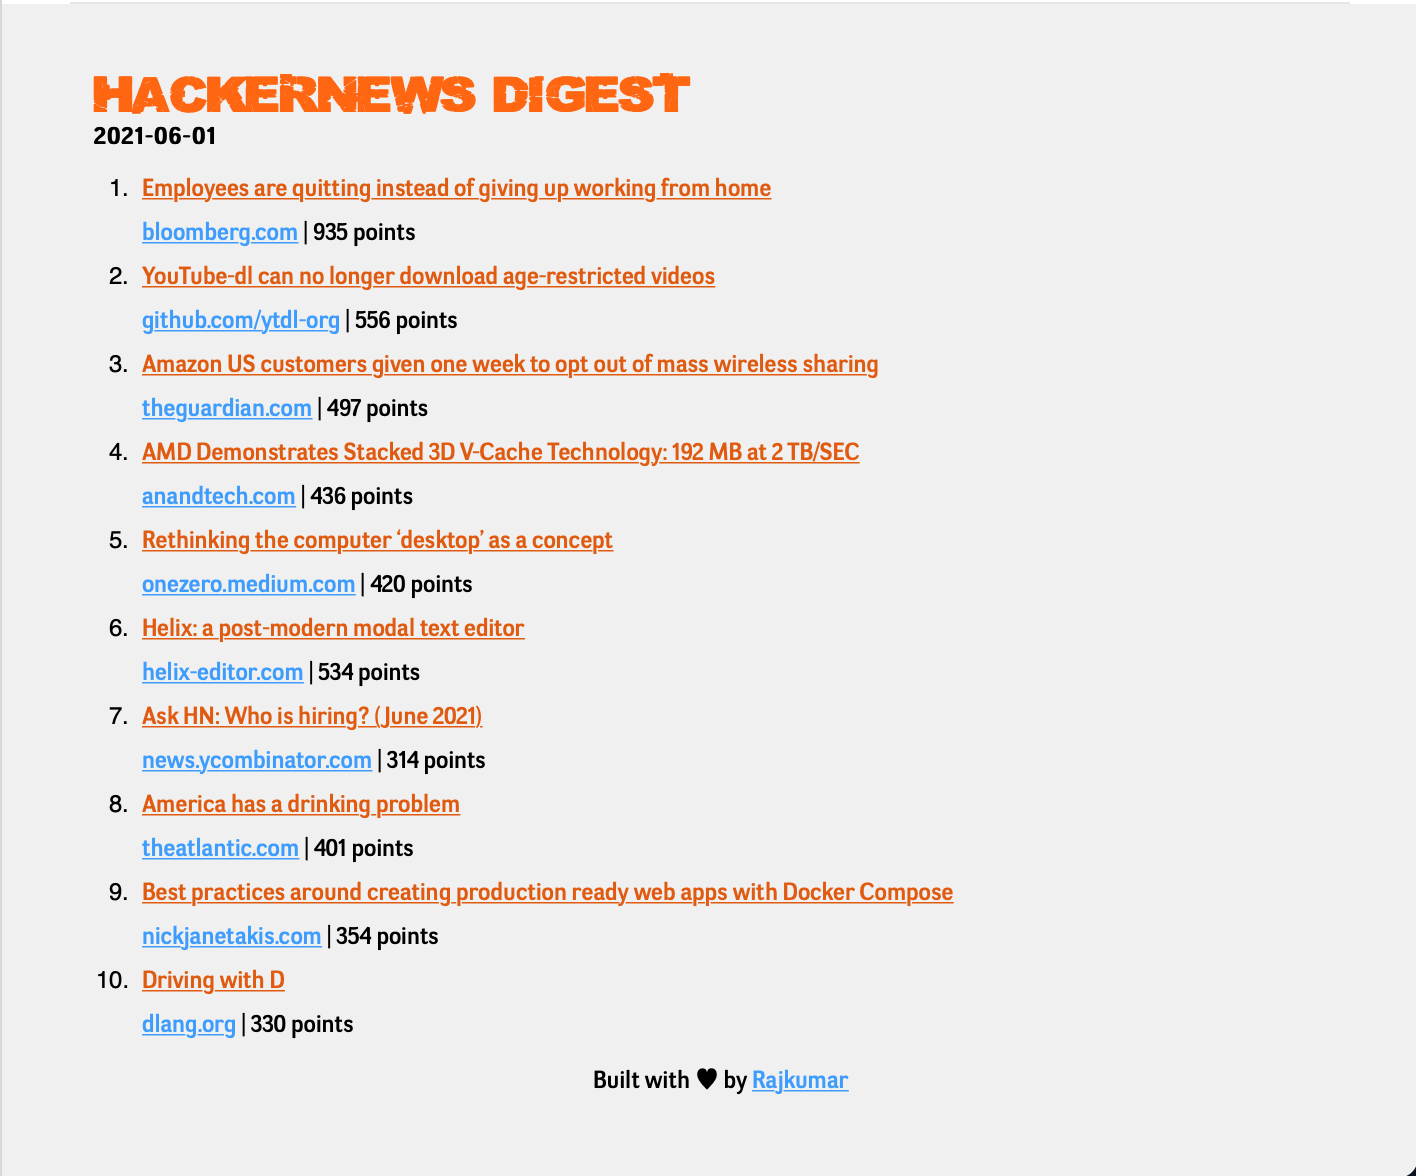 HACKERNEWS DIGEST
2021-06-01
1. Employees are quitting instead of giving up working from home
bloomberg.com | 935 points
2. YouTube-dl can no longer download age-restricted videos
github.com/ytdl-org | 556 points
3. Amazon US customers given one week to opt out of mass wireless sharing
theguardian.com | 497 points
4. AMD Demonstrates Stacked 3D V-Cache Technology: 192 MB at 2 TB/SEC
anandtech.com | 436 points
5. Rethinking the computer ‘desktop’ as a concept
onezero.medium.com | 420 points
6. Helix: a post-modern modal text editor
helix-editor.com | 534 points
7. Ask HN: Who is hiring? (June 2021)
news.ycombinator.com | 314 points
8. America has a drinking problem
theatlantic.com | 401 points
9. Best practices around creating production ready web apps with Docker Compose
nickjanetakis.com | 354 points
10. Driving with D
dlang.org | 330 points
Built with ♥ by Rajkumar